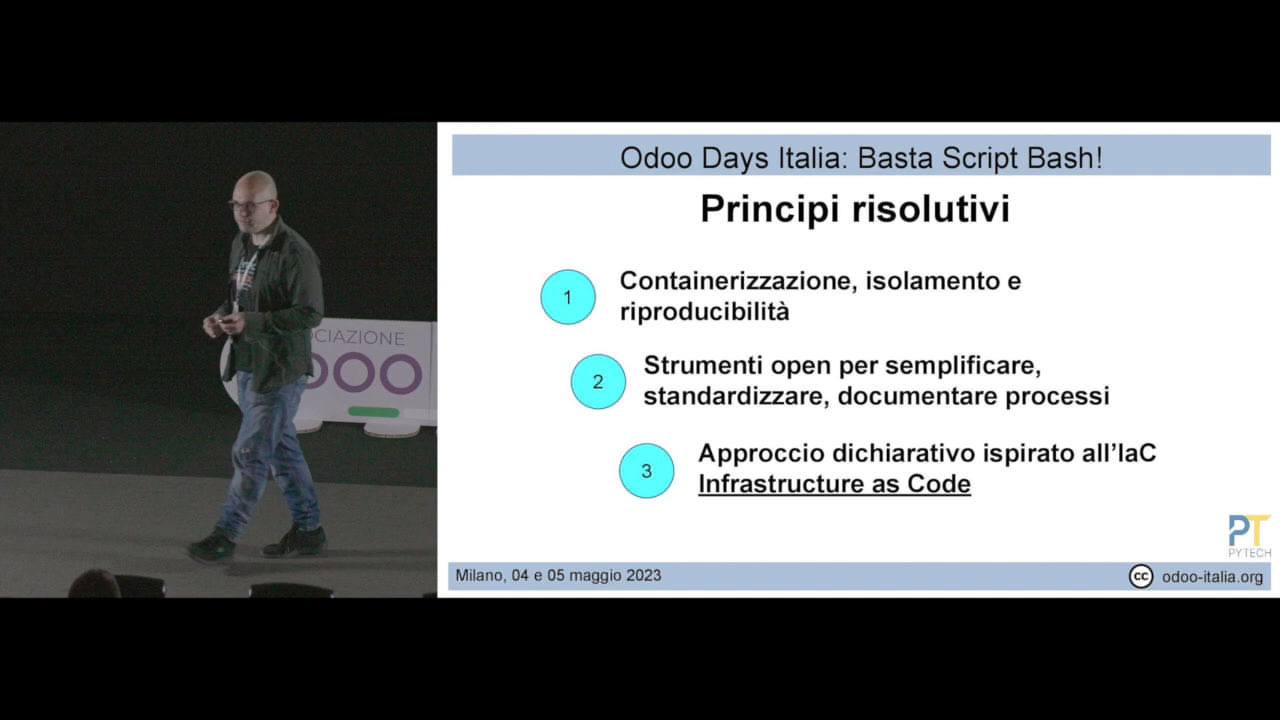 Odoo Days Italia: Basta Script Bash!
Principi risolutivi
1
Containerizzazione, isolamento e
riproducibilità
2
Strumenti open per semplificare,
standardizzare, documentare processi
3
Approccio dichiarativo ispirato all'IaC
Infrastructure as Code
PT
PYTECH
Milano, 04 e 05 maggio 2023
cc odoo-italia.org
CIAZIONE
OO